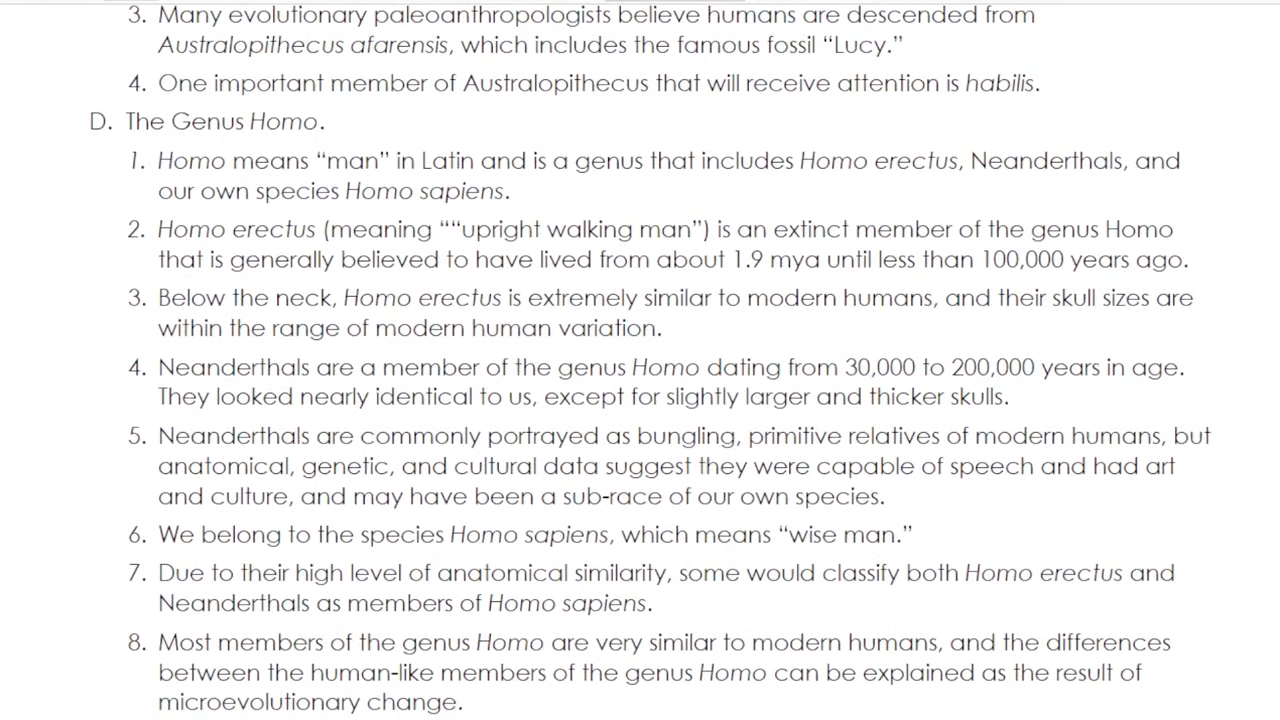 3. Many evolutionary paleoanthropologists believe humans are descended from
Australopithecus afarensis, which includes the famous fossil “Lucy.”
4. One important member of Australopithecus that will receive attention is habilis.
D. The Genus Homo.
1. Homo means “man” in Latin and is a genus that includes Homo erectus, Neanderthals, and
our own species Homo sapiens.
2. Homo erectus (meaning ““upright walking man”) is an extinct member of the genus Homo
that is generally believed to have lived from about 1.9 mya until less than 100,000 years ago.
3. Below the neck, Homo erectus is extremely similar to modern humans, and their skull sizes are
within the range of modern human variation.
4. Neanderthals are a member of the genus Homo dating from 30,000 to 200,000 years in age.
They looked nearly identical to us, except for slightly larger and thicker skulls.
5. Neanderthals are commonly portrayed as bungling, primitive relatives of modern humans, but
anatomical, genetic, and cultural data suggest they were capable of speech and had art
and culture, and may have been a sub-race of our own species.
6. We belong to the species Homo sapiens, which means “wise man.”
7. Due to their high level of anatomical similarity, some would classify both Homo erectus and
Neanderthals as members of Homo sapiens.
8. Most members of the genus Homo are very similar to modern humans, and the differences
between the human-like members of the genus Homo can be explained as the result of
microevolutionary change.